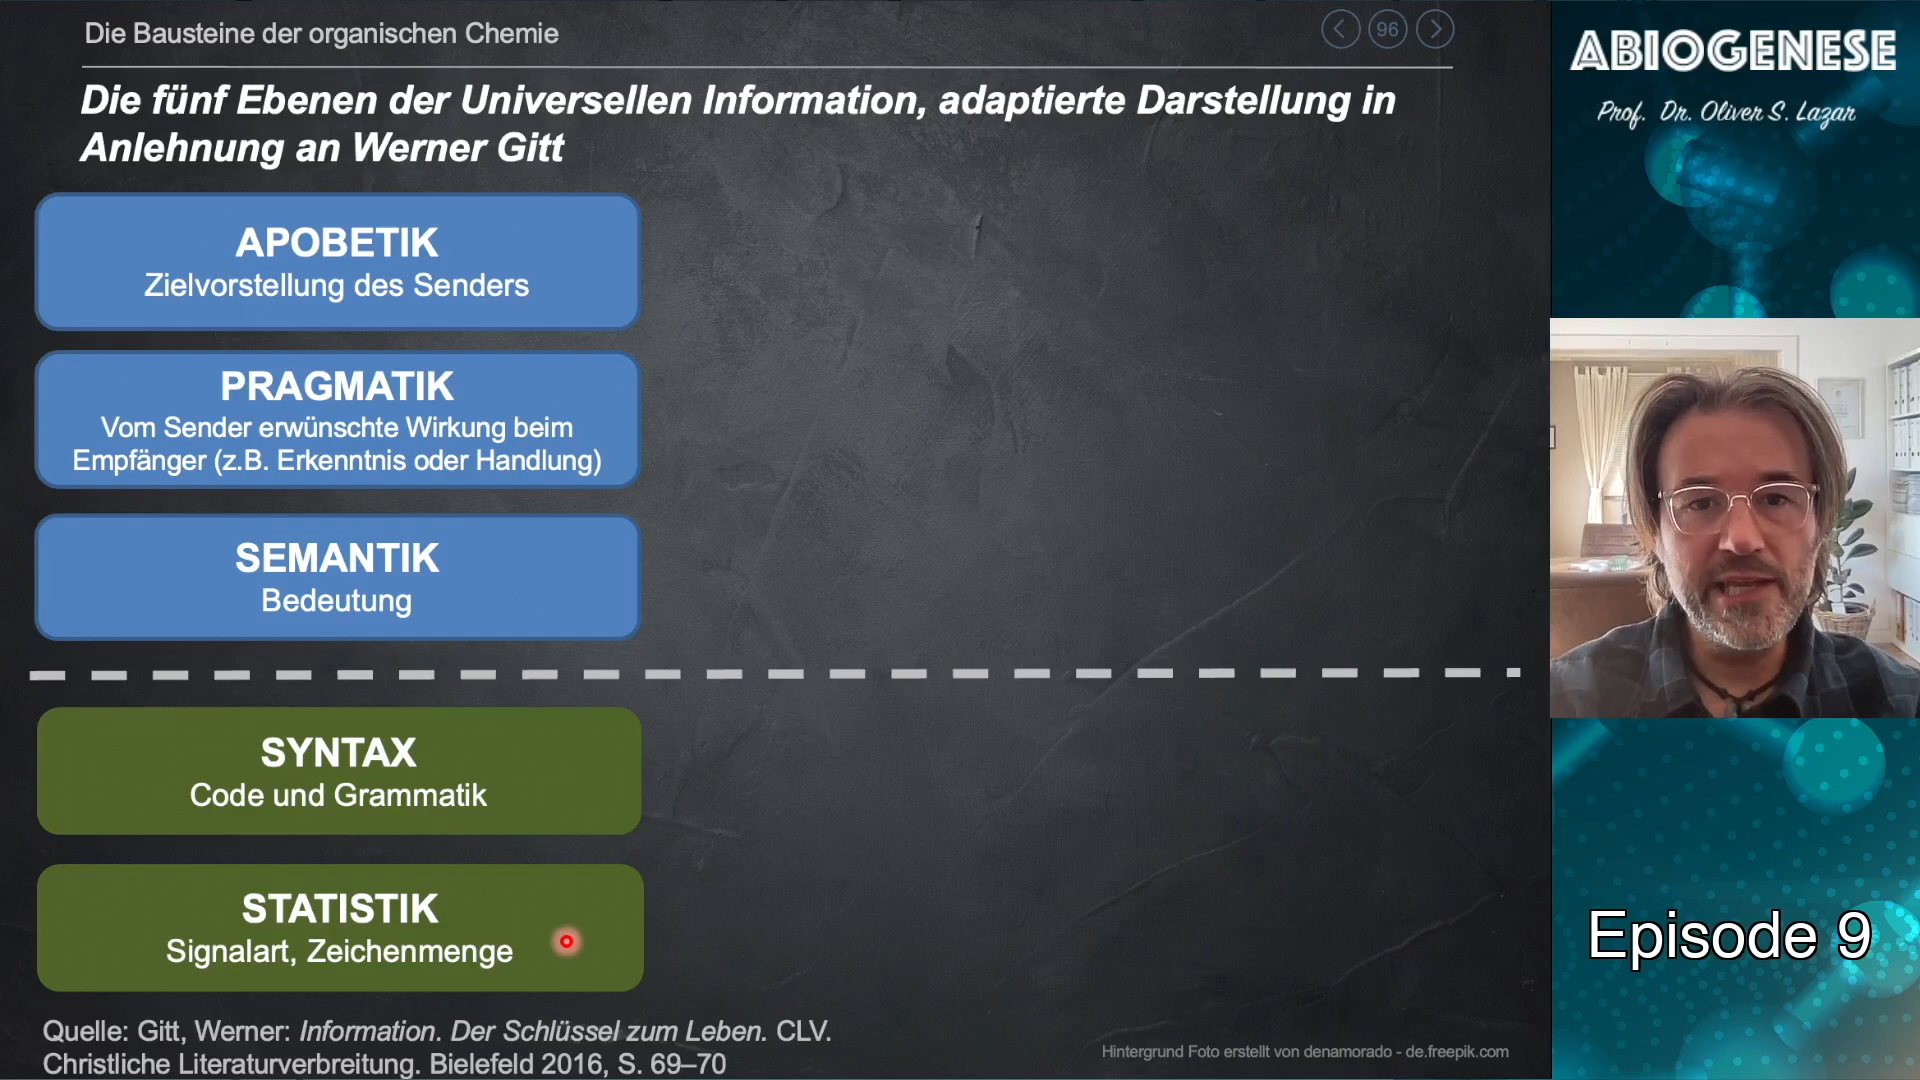 Die Bausteine der organischen Chemie
96
Die fünf Ebenen der Universellen Information, adaptierte Darstellung in
Anlehnung an Werner Gitt
APOBETIK
Zielvorstellung des Senders
PRAGMATIK
Vom Sender erwünschte Wirkung beim
Empfänger (z.B. Erkenntnis oder Handlung)
SEMANTIK
Bedeutung
SYNTAX
Code und Grammatik
STATISTIK
Signalart, Zeichenmenge
Quelle: Gitt, Werner: Information. Der Schlüssel zum Leben. CLV.
Christliche Literaturverbreitung. Bielefeld 2016, S. 69–70
Hintergrund Foto erstellt von denamorado - de.freepik.com
ABIOGENESE
Prof. Dr. Oliver S. Lazar
Episode 9